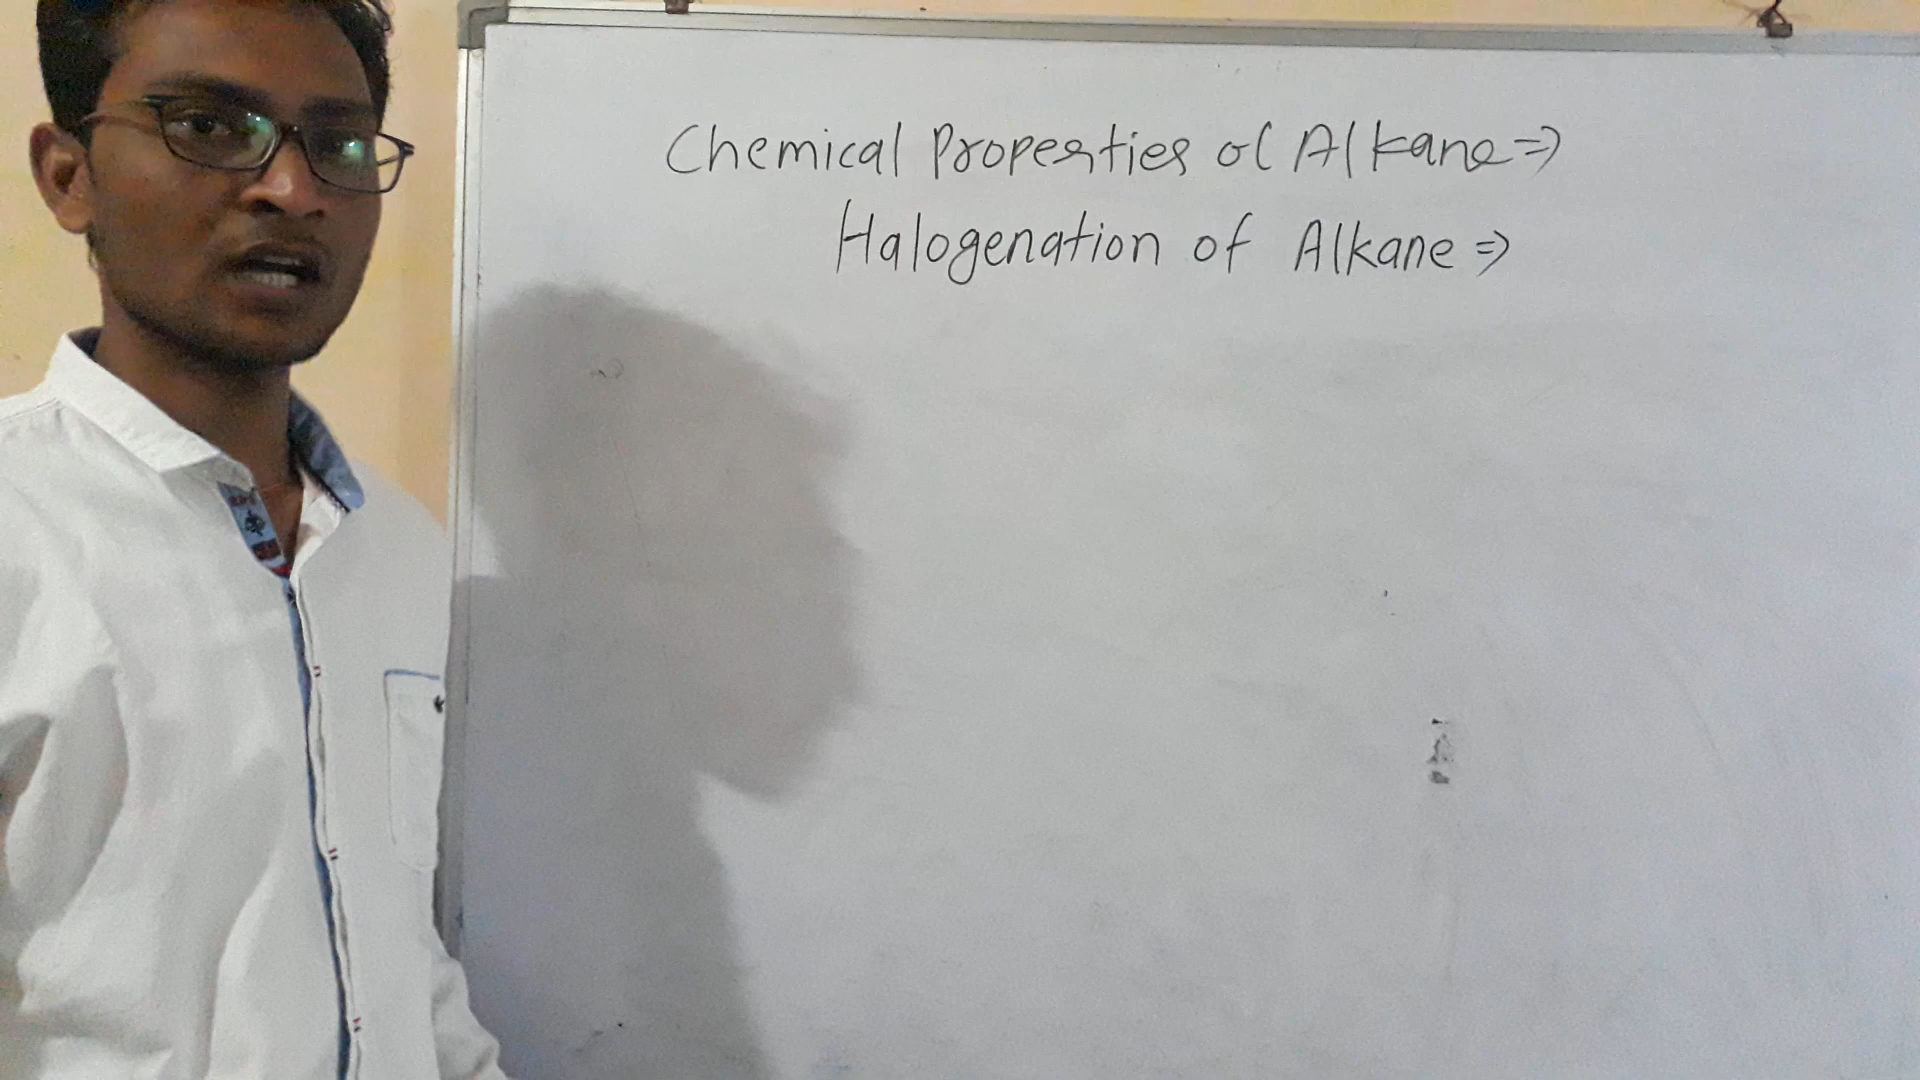 Chemical Properties of Alkane =>
Halogenation of Alkane =>